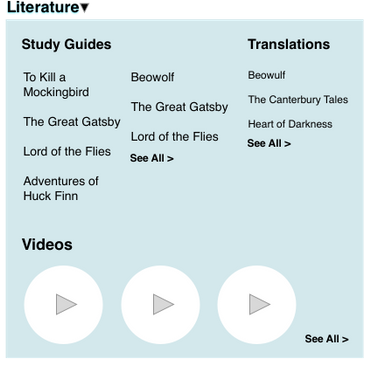 Literature▾
Study Guides
To Kill a
Mockingbird
The Great Gatsby
Lord of the Flies
Adventures of
Huck Finn
Beowolf
The Great Gatsby
Lord of the Flies
See All >
Translations
Beowulf
The Canterbury Tales
Heart of Darkness
See All >
Videos
See All >